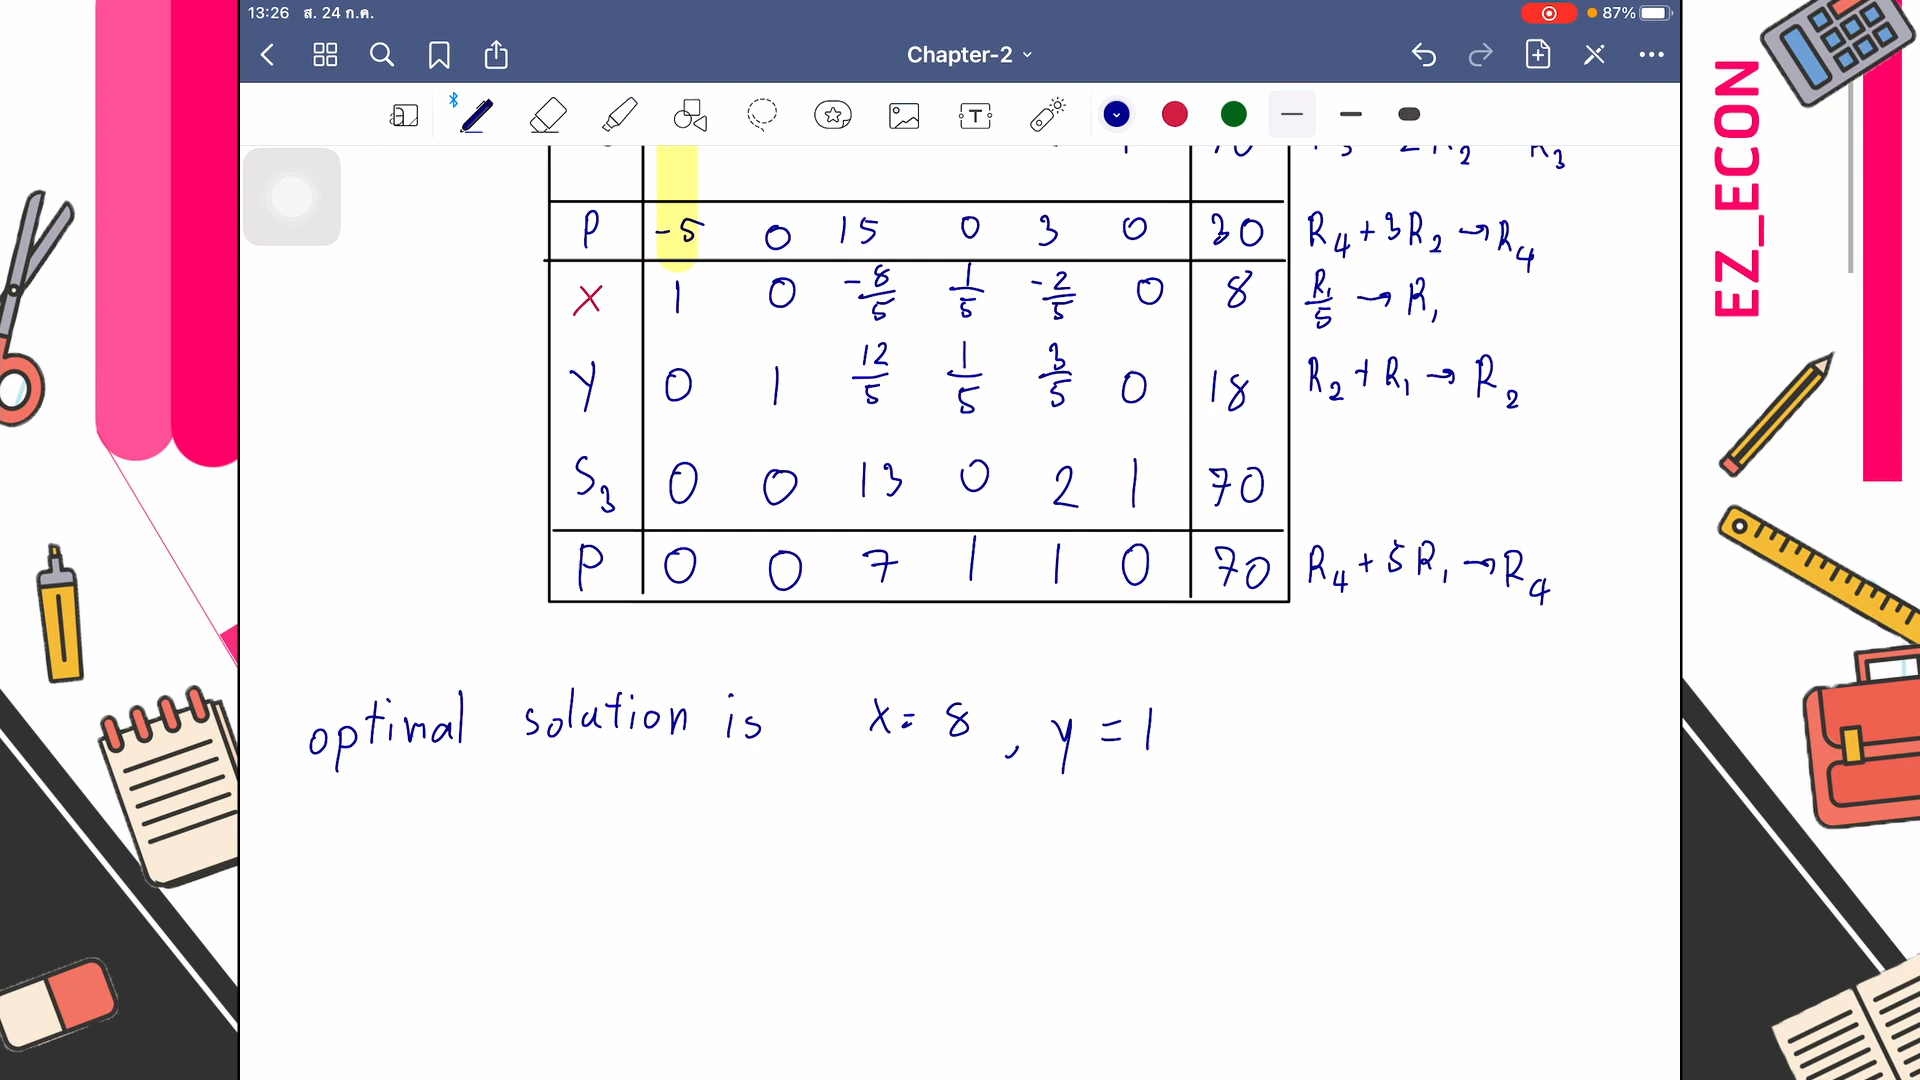 13:26 ส. 24 ก.ค. 87%
Chapter-2
T
EZ_ECON
P -5 0 15 0 3 0 30 R4 + 3R2 → R4
X 1 0 -8/5 1/5 -2/5 0 8 R1/5 → R1
y 0 1 12/5 1/5 3/5 0 18 R2 + R1 → R2
S3 0 0 13 0 2 1 70
P 0 0 7 1 1 0 70 R4 + 5R1 → R4
optimal solution is x = 8 , y = 1